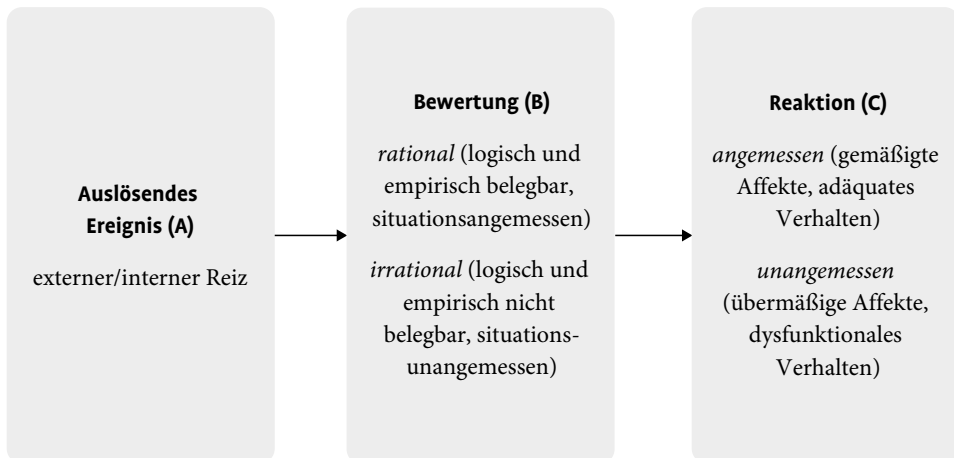 Auslösendes
Ereignis (A)
externer/interner Reiz
Bewertung (B)
rational (logisch und
empirisch belegbar,
situationsangemessen)
irrational (logisch und
empirisch nicht
belegbar, situations-
unangemessen)
Reaktion (C)
angemessen (gemäßigte
Affekte, adäquates
Verhalten)
unangemessen
(übermäßige Affekte,
dysfunktionales
Verhalten)